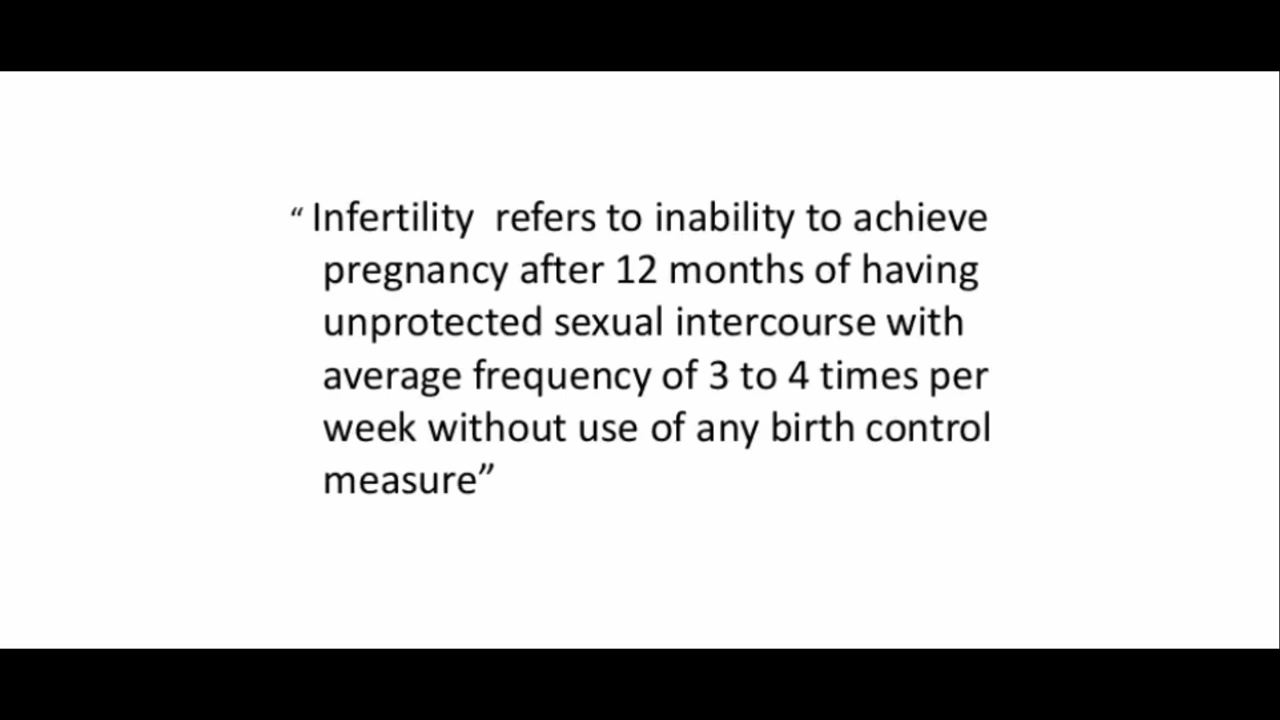 “ Infertility  refers to inability to achieve
pregnancy after 12 months of having
unprotected sexual intercourse with
average frequency of 3 to 4 times per
week without use of any birth control
measure”